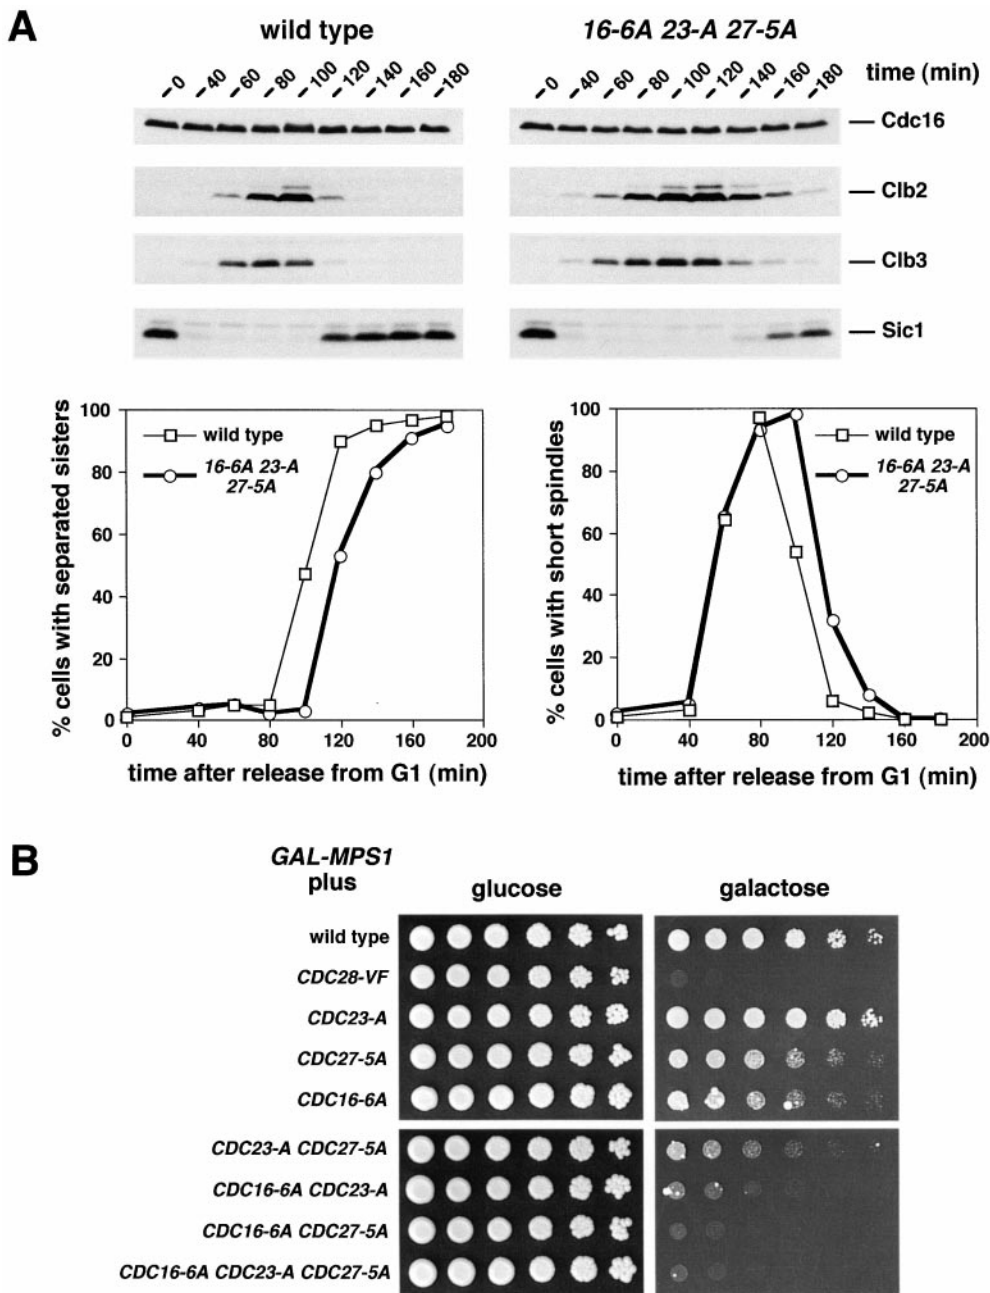 A
wild type
16-6A 23-A 27-5A
0 40 60 80 100 120 140 160 180
0 40 60 80 100 120 140 160 180
time (min)
Cdc16
Clb2
Clb3
Sic1
% cells with separated sisters
100
80
60
40
20
0
0 40 80 120 160 200
time after release from G1 (min)
wild type
16-6A 23-A
27-5A
% cells with short spindles
100
80
60
40
20
0
0 40 80 120 160 200
time after release from G1 (min)
wild type
16-6A 23-A
27-5A
B
GAL-MPS1
plus
glucose
galactose
wild type
CDC28-VF
CDC23-A
CDC27-5A
CDC16-6A
CDC23-A CDC27-5A
CDC16-6A CDC23-A
CDC16-6A CDC27-5A
CDC16-6A CDC23-A CDC27-5A